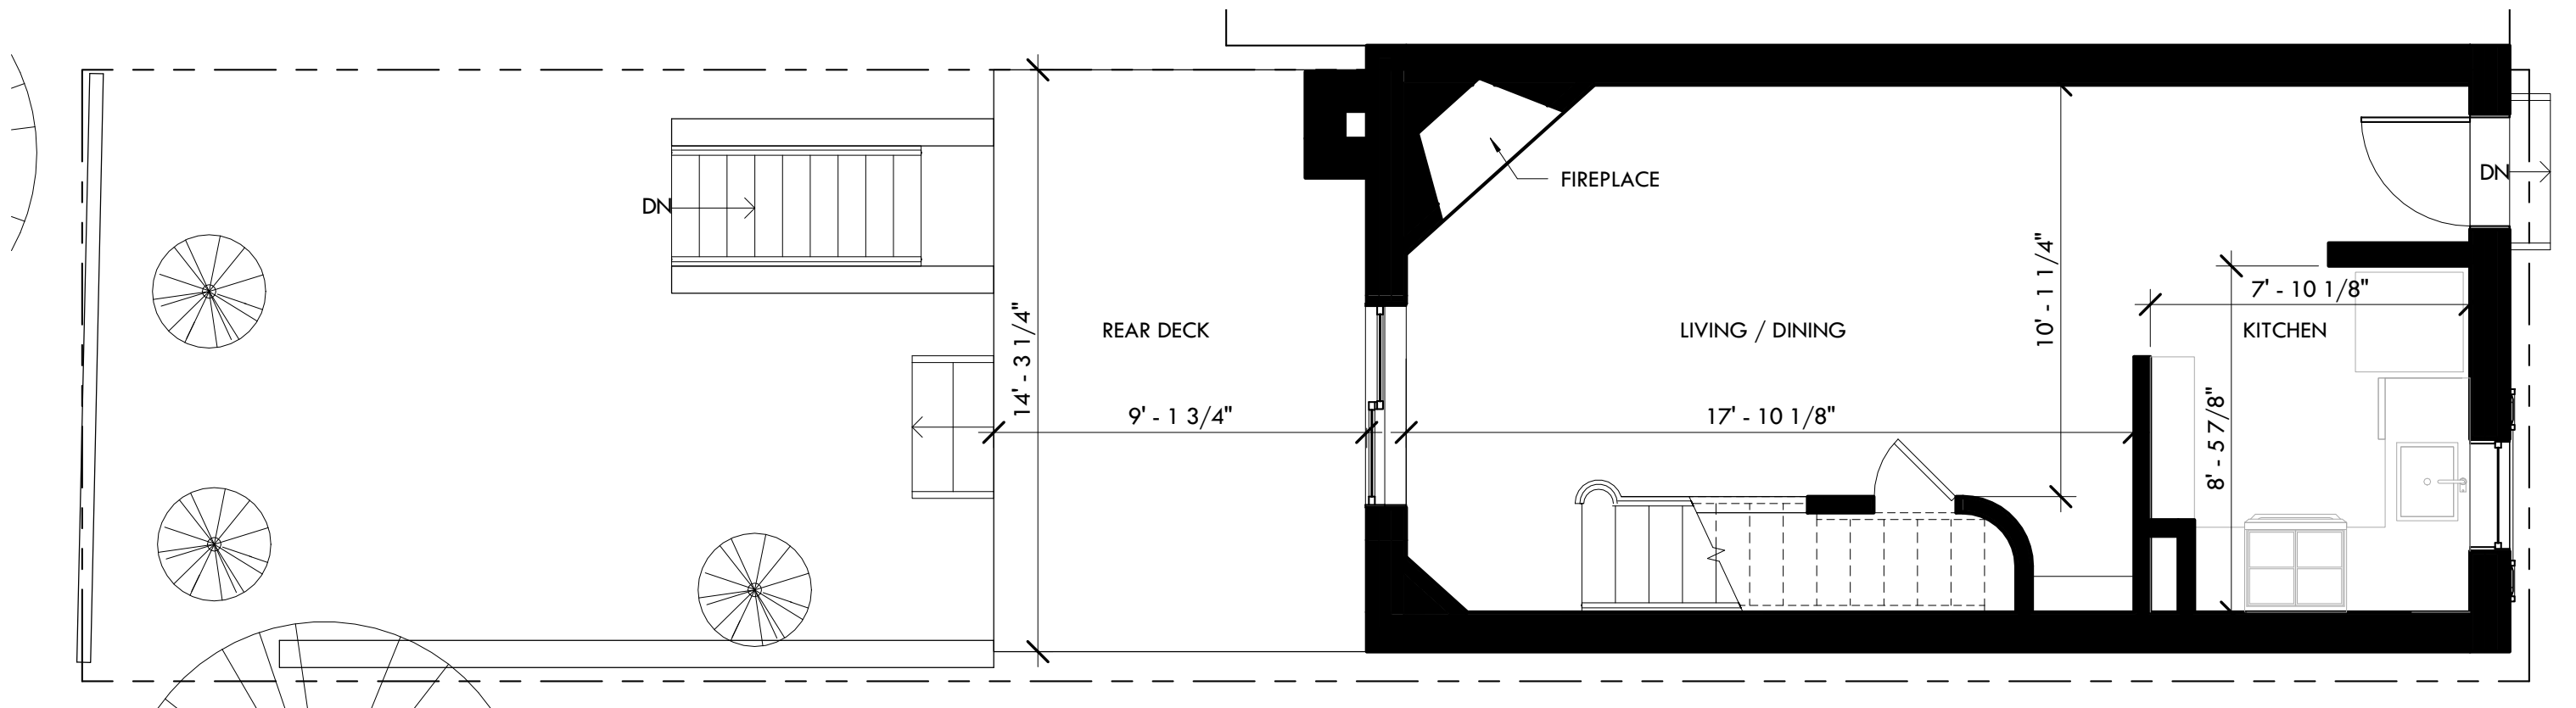 FIREPLACE
DN
DN
10' - 1 1/4"
7' - 10 1/8"
14' - 3 1/4"
REAR DECK
LIVING / DINING
KITCHEN
9' - 1 3/4"
17' - 10 1/8"
8' - 5 7/8"